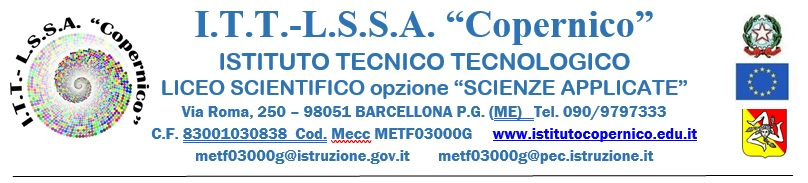 I.T.T.-L.S.S.A. "Copernico"
I.T.T.-L.S.S.A. “Copernico”
ISTITUTO TECNICO TECNOLOGICO
LICEO SCIENTIFICO opzione “SCIENZE APPLICATE”
Via Roma, 250 – 98051 BARCELLONA P.G. (ME) Tel. 090/9797333
C.F. 83001030838 Cod. Mecc METF03000G www.istitutocopernico.edu.it
metf03000g@istruzione.gov.it metf03000g@pec.istruzione.it